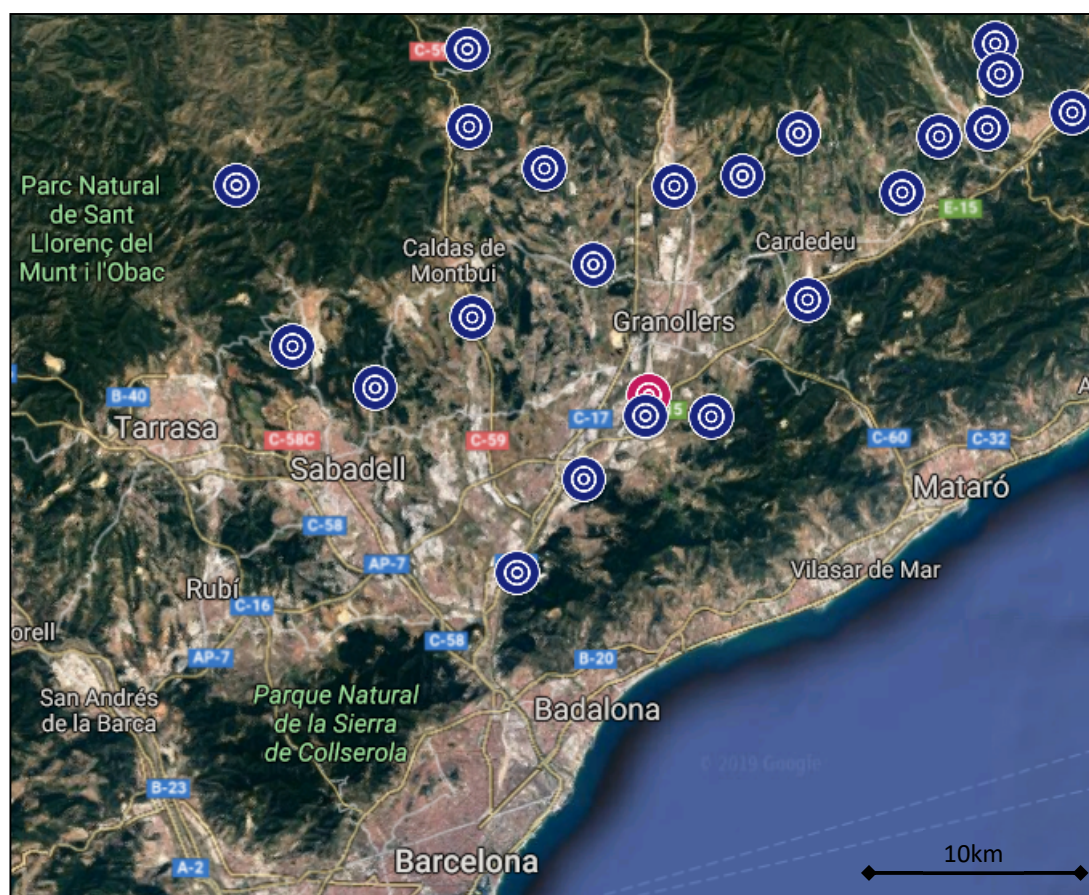 C-59
Parc Natural
de Sant
Llorenç del
Munt i l'Obac
E-15
Caldas de
Montbui
Cardedeu
Granollers
B-40
Tarrasa
C-17
5
C-58C
C-59
Sabadell
C-60
C-32
A
Mataró
C-58
AP-7
Vilasar de Mar
Rubí
C-16
orell
C-58
AP-7
B-20
San Andrés
de la Barca
Parque Natural
de la Sierra
de Collserola
Badalona
© 2019 Google
B-23
10km
Barcelona
A-2